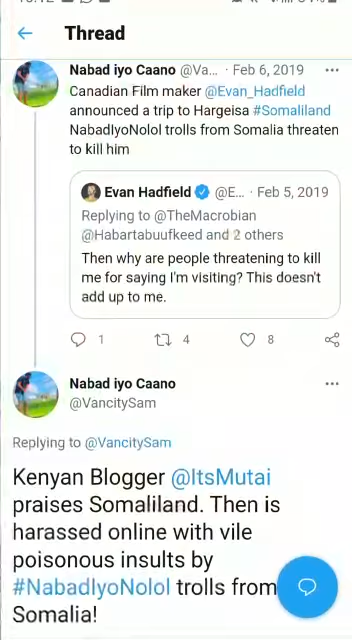 Thread
Nabad iyo Caano @Va... · Feb 6, 2019
Canadian Film maker @Evan_Hadfield
announced a trip to Hargeisa #Somaliland
NabadIyoNolol trolls from Somalia threaten
to kill him
Evan Hadfield @E... · Feb 5, 2019
Replying to @TheMacrobian
@Habartabuufkeed and 2 others
Then why are people threatening to kill
me for saying I'm visiting? This doesn't
add up to me.
1 4 8
Nabad iyo Caano
@VancitySam
Replying to @VancitySam
Kenyan Blogger @ItsMutai
praises Somaliland. Then is
harassed online with vile
poisonous insults by
#NabadIyoNolol trolls from
Somalia!